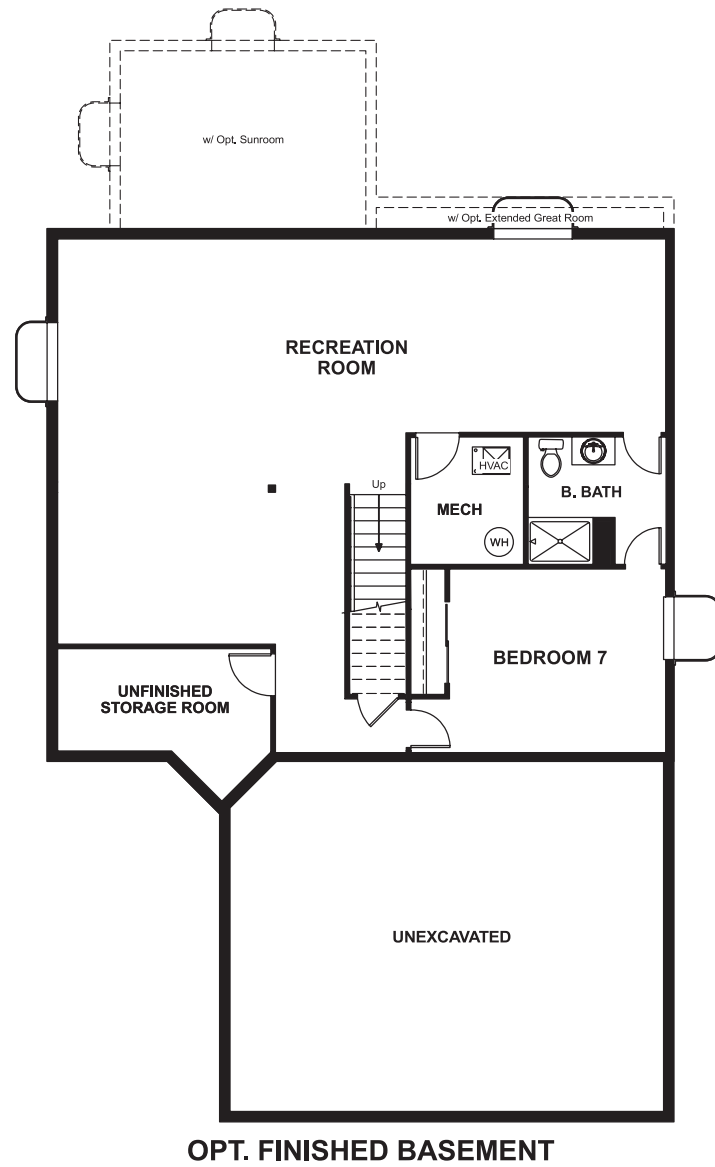 w/ Opt. Sunroom
w/ Opt. Extended Great Room
RECREATION
ROOM
HVAC
Up
B. BATH
MECH
WH
BEDROOM 7
UNFINISHED
STORAGE ROOM
UNEXCAVATED
OPT. FINISHED BASEMENT